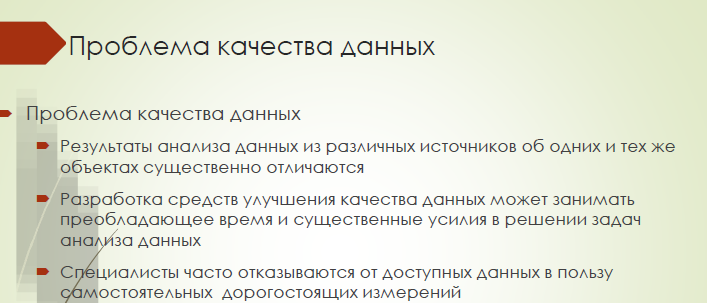 Проблема качества данных
Проблема качества данных
Результаты анализа данных из различных источников об одних и тех же
объектах существенно отличаются
Разработка средств улучшения качества данных может занимать
преобладающее время и существенные усилия в решении задач
анализа данных
Специалисты часто отказываются от доступных данных в пользу
самостоятельных дорогостоящих измерений